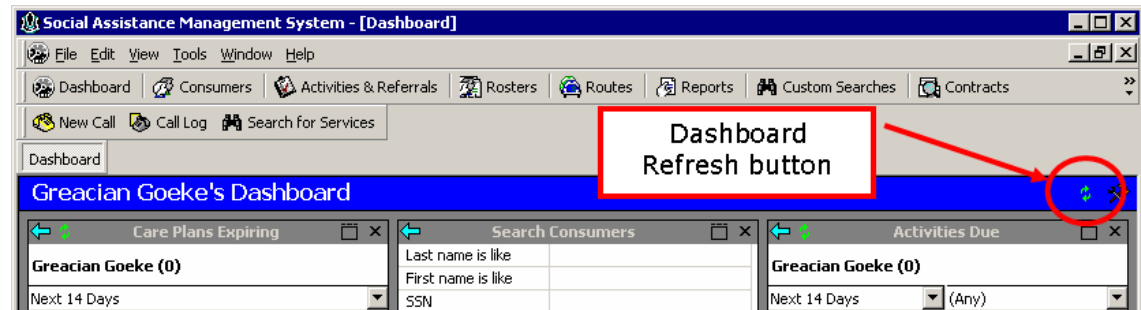 Social Assistance Management System - [Dashboard]
File Edit View Tools Window Help
Dashboard Consumers Activities & Referrals Rosters Routes Reports Custom Searches Contracts
New Call Call Log Search for Services
Dashboard
Refresh button
Dashboard
Greacian Goeke's Dashboard
Care Plans Expiring Search Consumers Activities Due
Greacian Goeke (0) Last name is like Greacian Goeke (0)
First name is like
Next 14 Days SSN Next 14 Days (Any)